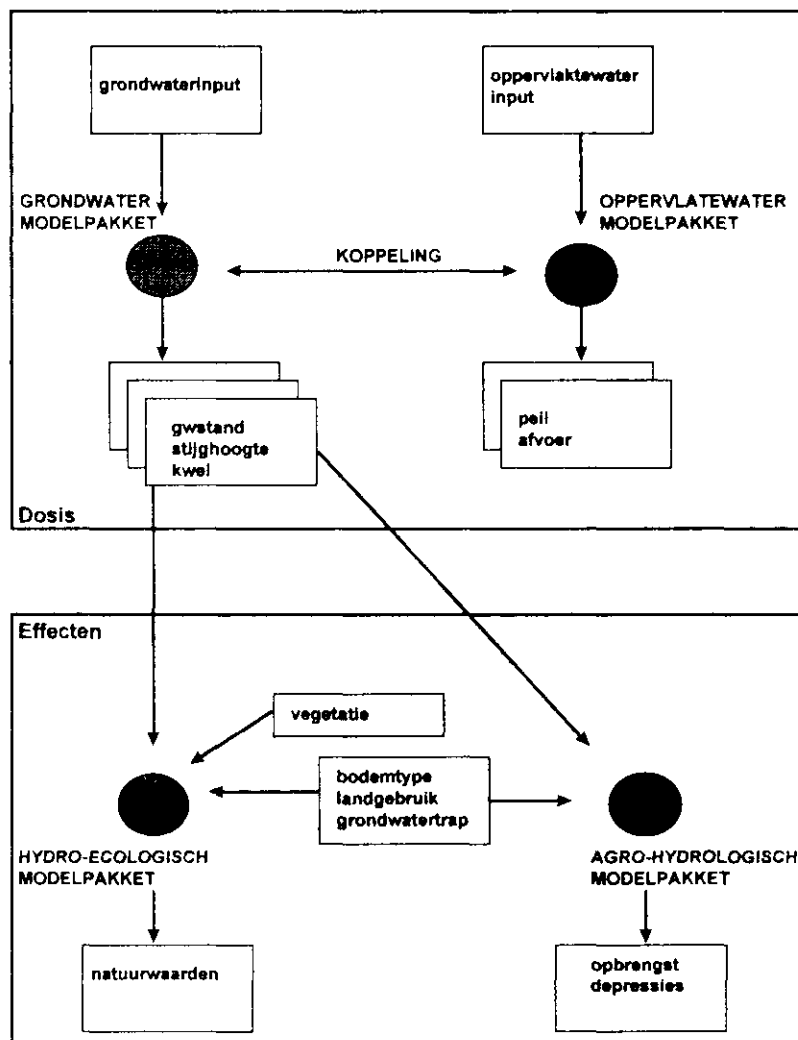 grondwaterinput
oppervlaktewater
input
GRONDWATER
MODELPAKKET
OPPERVLATEWATER
MODELPAKKET
KOPPELING
gwstand
stijghoogte
kwel
peil
afvoer
Dosis
Effecten
vegetatie
bodemtype
landgebruik
grondwatertrap
HYDRO-ECOLOGISCH
MODELPAKKET
AGRO-HYDROLOGISCH
MODELPAKKET
natuurwaarden
opbrengst
depressies